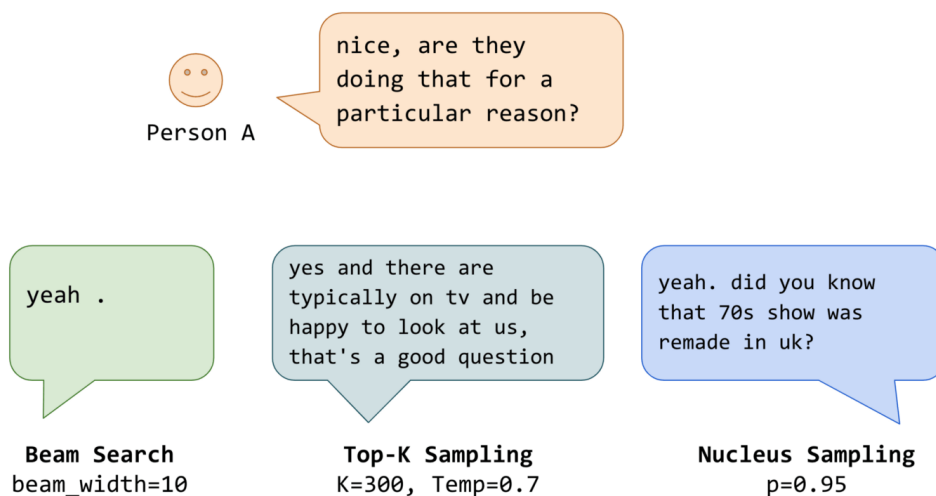 nice, are they
doing that for a
particular reason?
Person A
yeah .
yes and there are
typically on tv and be
happy to look at us,
that's a good question
yeah. did you know
that 70s show was
remade in uk?
Beam Search
beam_width=10
Top-K Sampling
K=300, Temp=0.7
Nucleus Sampling
p=0.95